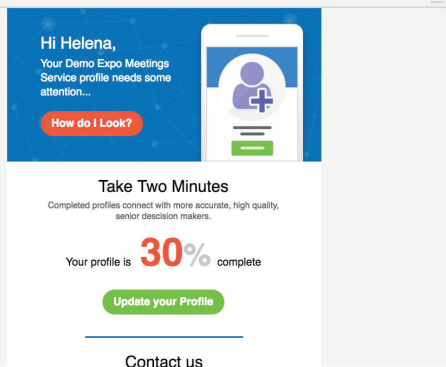 Hi Helena,
Your Demo Expo Meetings
Service profile needs some
attention...
How do I Look?
Take Two Minutes
Completed profiles connect with more accurate, high quality,
senior descision makers.
Your profile is 30% complete
Update your Profile
Contact us